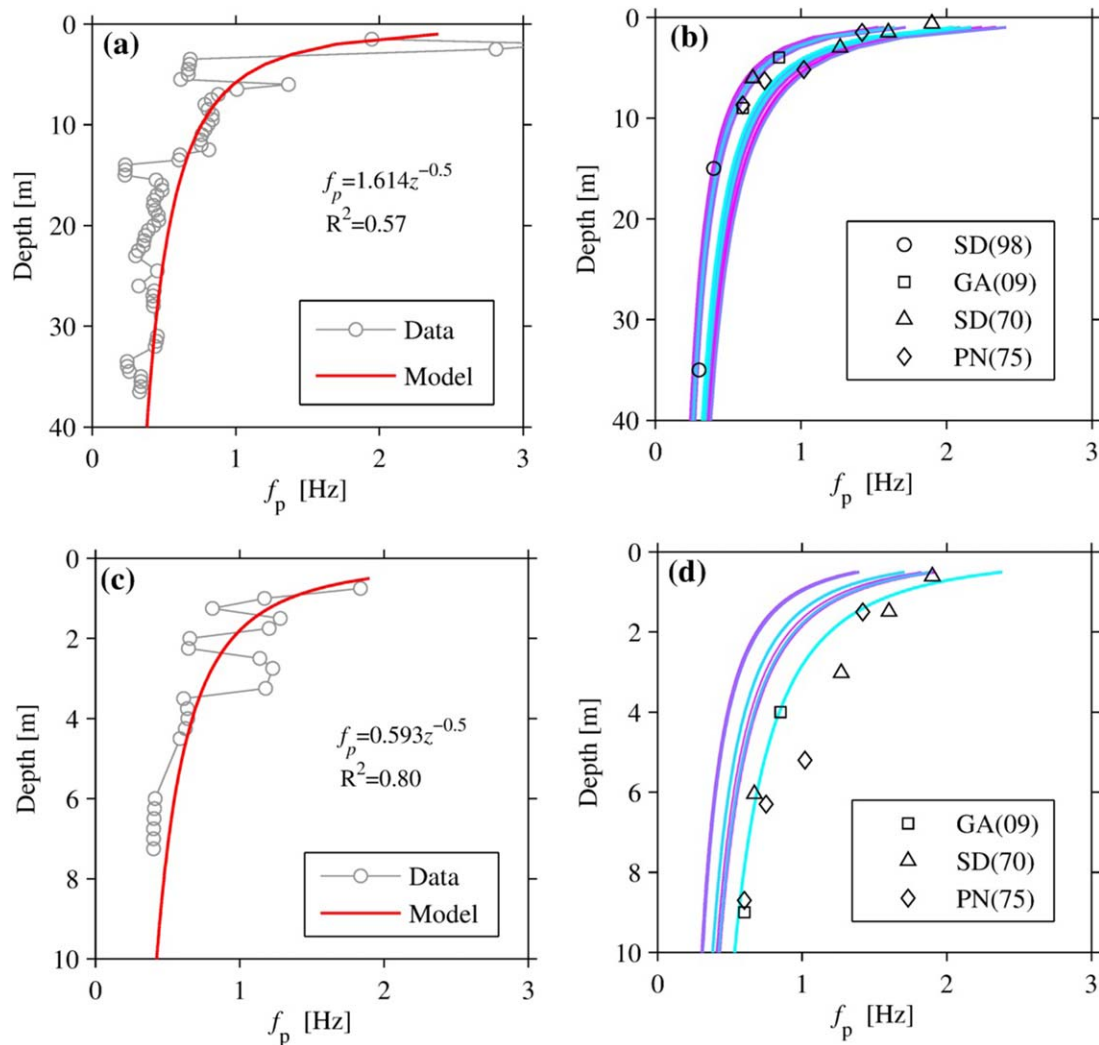 (a)
0
10
20
30
40
Depth [m]
f_p=1.614z^{-0.5}
R²=0.57
Data
Model
0 1 2 3
f_p [Hz]
(b)
0
10
20
30
40
Depth [m]
SD(98)
GA(09)
SD(70)
PN(75)
0 1 2 3
f_p [Hz]
(c)
0
2
4
6
8
10
Depth [m]
f_p=0.593z^{-0.5}
R²=0.80
Data
Model
0 1 2 3
f_p [Hz]
(d)
0
2
4
6
8
10
Depth [m]
GA(09)
SD(70)
PN(75)
0 1 2 3
f_p [Hz]